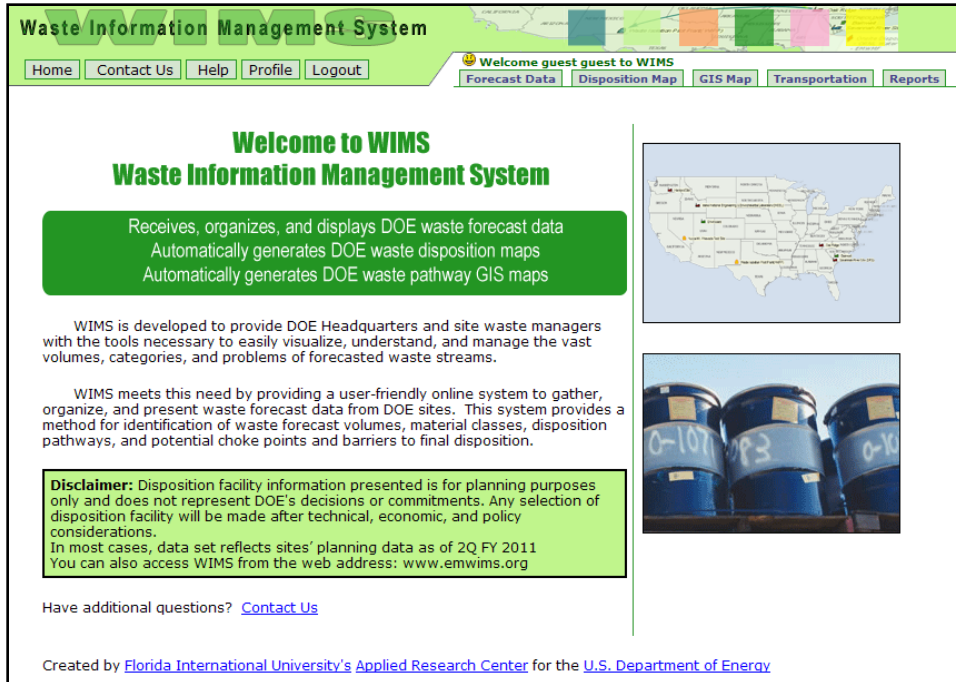 Waste Information Management System
Home Contact Us Help Profile Logout
Welcome guest guest to WIMS
Forecast Data Disposition Map GIS Map Transportation Reports
Welcome to WIMS
Waste Information Management System
Receives, organizes, and displays DOE waste forecast data
Automatically generates DOE waste disposition maps
Automatically generates DOE waste pathway GIS maps
WIMS is developed to provide DOE Headquarters and site waste managers
with the tools necessary to easily visualize, understand, and manage the vast
volumes, categories, and problems of forecasted waste streams.
WIMS meets this need by providing a user-friendly online system to gather,
organize, and present waste forecast data from DOE sites. This system provides a
method for identification of waste forecast volumes, material classes, disposition
pathways, and potential choke points and barriers to final disposition.
Disclaimer: Disposition facility information presented is for planning purposes
only and does not represent DOE's decisions or commitments. Any selection of
disposition facility will be made after technical, economic, and policy
considerations.
In most cases, data set reflects sites’ planning data as of 2Q FY 2011
You can also access WIMS from the web address: www.emwims.org
Have additional questions? Contact Us
Created by Florida International University's Applied Research Center for the U.S. Department of Energy